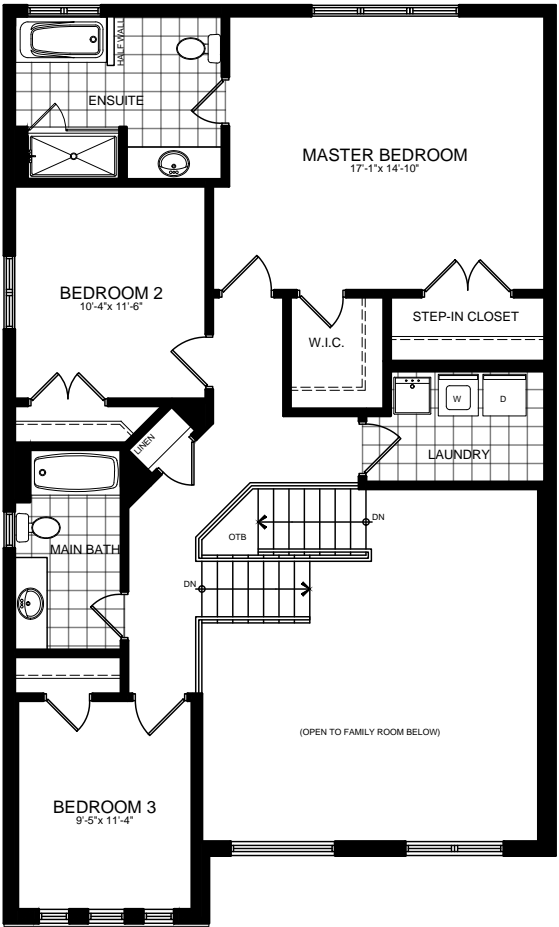 HALF WALL
ENSUITE
MASTER BEDROOM
17'-1"x 14'-10"
BEDROOM 2
10'-4"x 11'-6"
W.I.C.
STEP-IN CLOSET
W
D
LINEN
LAUNDRY
DN
OTB
MAIN BATH
DN
(OPEN TO FAMILY ROOM BELOW)
BEDROOM 3
9'-5"x 11'-4"